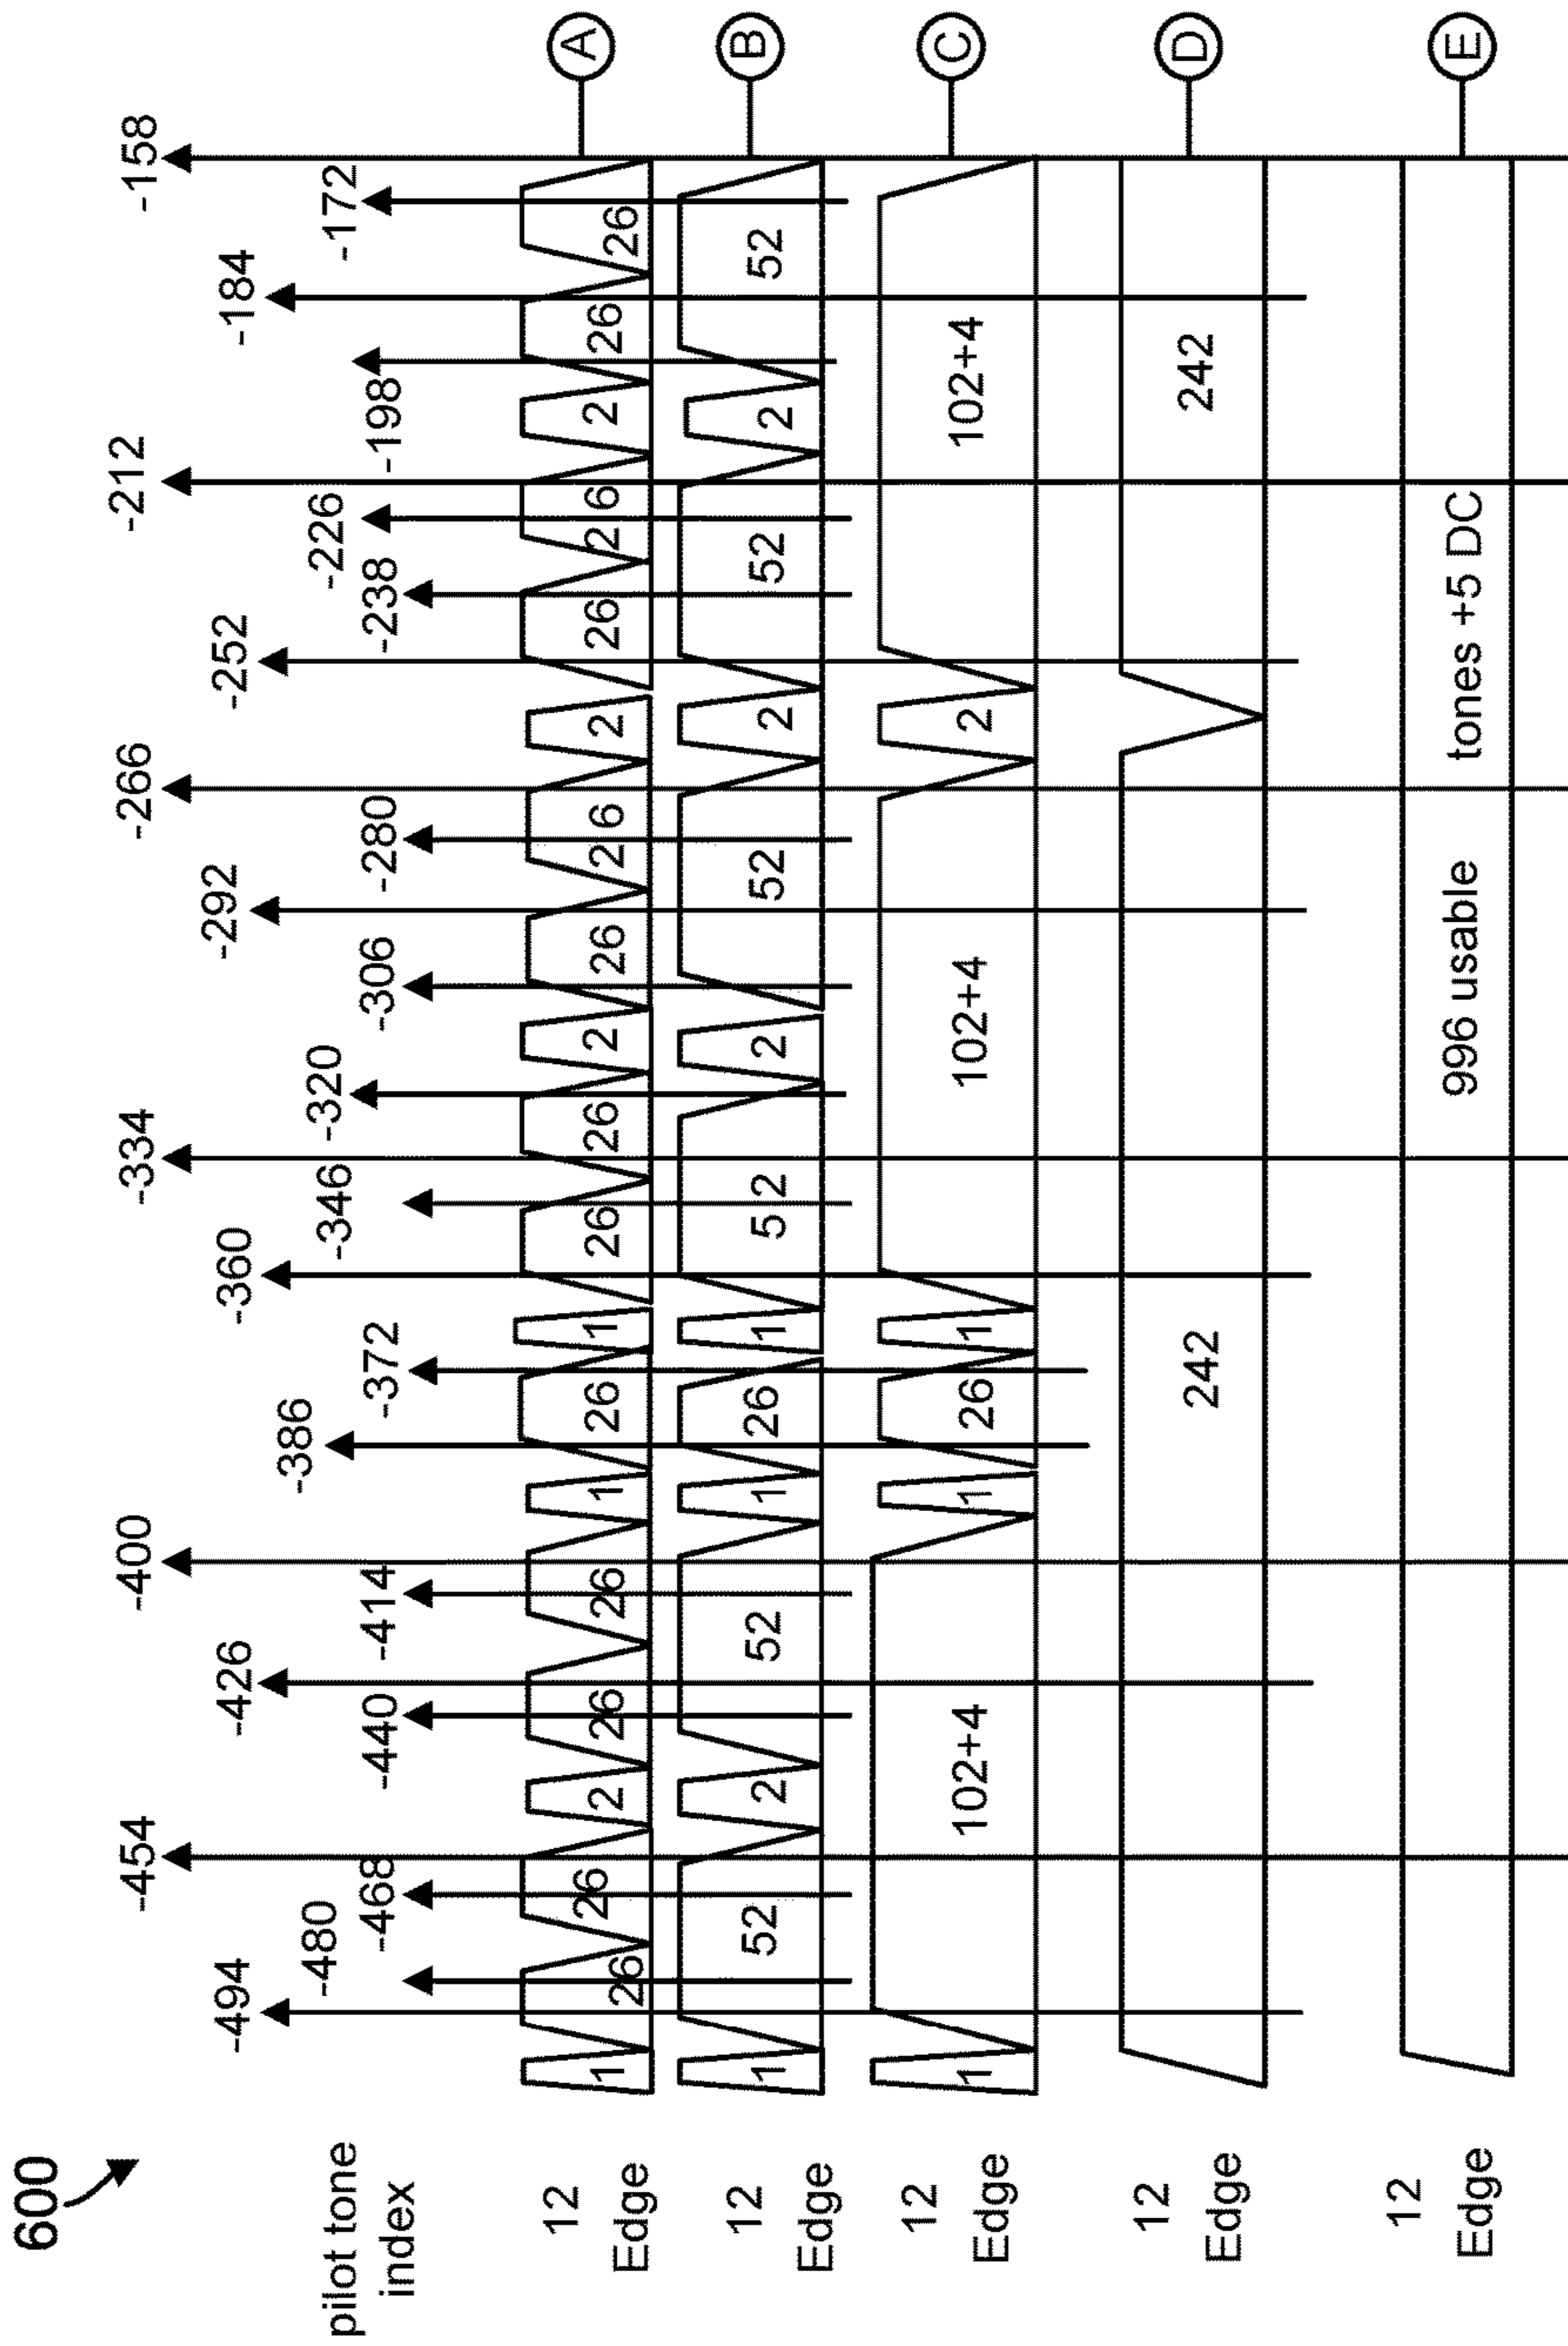 600
-454 -400 -334 -266 -212 -158
-494 -426 -360 -292 -252 -184
-480 -386 -346 -320 -226 -172
pilot tone index
-468 -440 -414 -372 -306 -280 -238 -198
12 Edge 1 26 26 2 26 26 1 26 1 26 26 2 26 26 2 26 26 2 26 26 A
12 Edge 1 52 2 52 1 26 1 52 2 52 2 52 2 52 B
12 Edge 1 102+4 1 26 1 102+4 2 102+4 C
12 Edge 242 242 D
12 Edge 996 usable tones +5 DC E